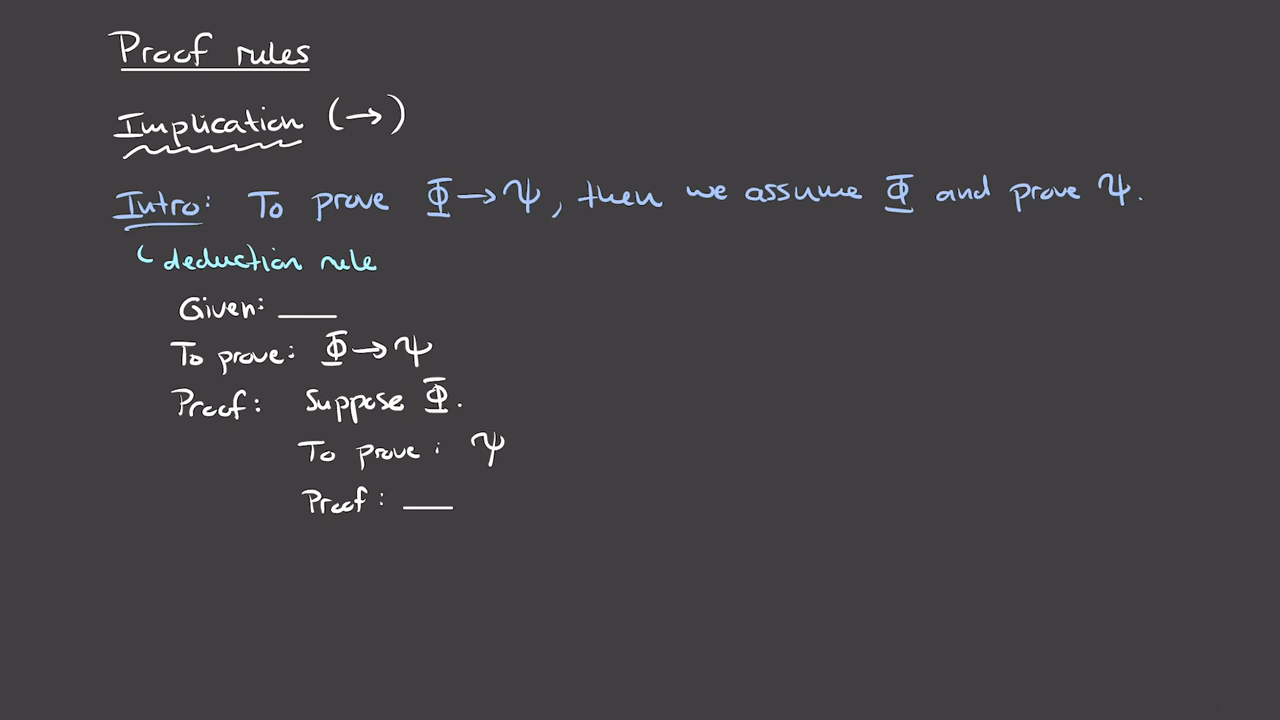 Proof rules
Implication (→)
Intro: To prove Φ→Ψ, then we assume Φ and prove Ψ.
deduction rule
Given: ___
To prove: Φ→Ψ
Proof: Suppose Φ.
To prove: Ψ
Proof: ___